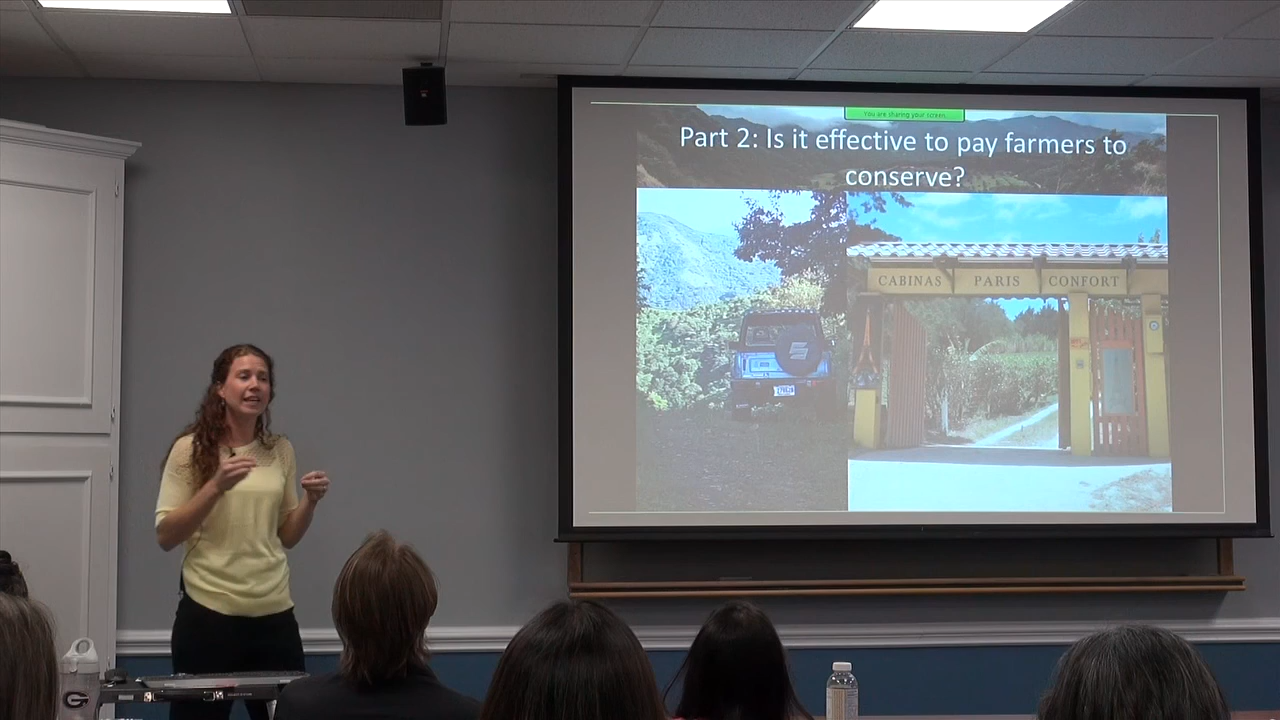 You are sharing your screen
Part 2: Is it effective to pay farmers to
conserve?
CABINAS PARIS CONFORT
G